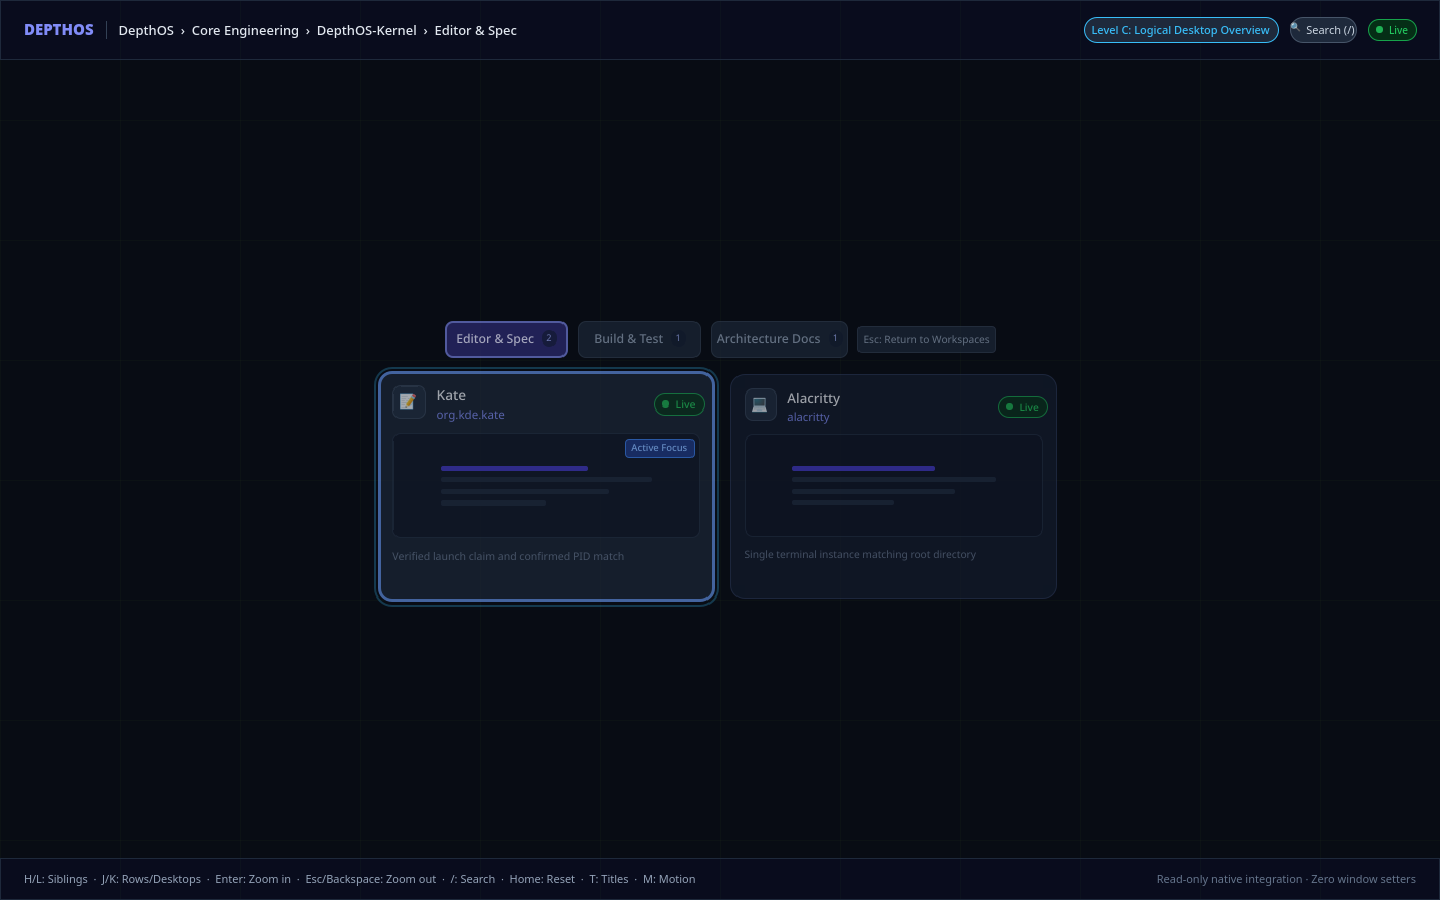 DEPTHOS
DepthOS › Core Engineering › DepthOS-Kernel › Editor & Spec
Level C: Logical Desktop Overview
Search (/)
Live
Editor & Spec 2
Build & Test 1
Architecture Docs 1
Esc: Return to Workspaces
Kate
org.kde.kate
Live
Active Focus
Verified launch claim and confirmed PID match
Alacritty
alacritty
Live
Single terminal instance matching root directory
H/L: Siblings · J/K: Rows/Desktops · Enter: Zoom in · Esc/Backspace: Zoom out · /: Search · Home: Reset · T: Titles · M: Motion
Read-only native integration · Zero window setters